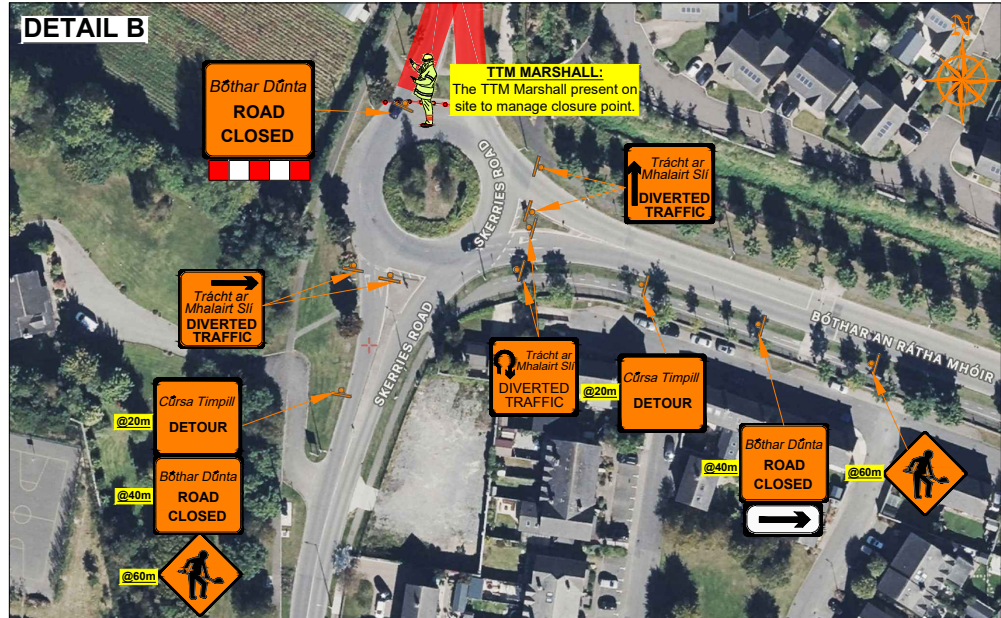 DETAIL B
N
Bóthar Dúnta
ROAD
CLOSED
TTM MARSHALL:
The TTM Marshall present on
site to manage closure point.
Trácht ar
Mhalairt Slí
DIVERTED
TRAFFIC
SKERRIES ROAD
Trácht ar
Mhalairt Slí
DIVERTED
TRAFFIC
SKERRIES ROAD
BÓTHAR AN RÁTHA MHÓIR
Trácht ar
Mhalairt Slí
DIVERTED
TRAFFIC
@20m
Cúrsa Timpill
DETOUR
@20m
Cúrsa Timpill
DETOUR
@40m
Bóthar Dúnta
ROAD
CLOSED
@60m
@40m
Bóthar Dúnta
ROAD
CLOSED
@60m